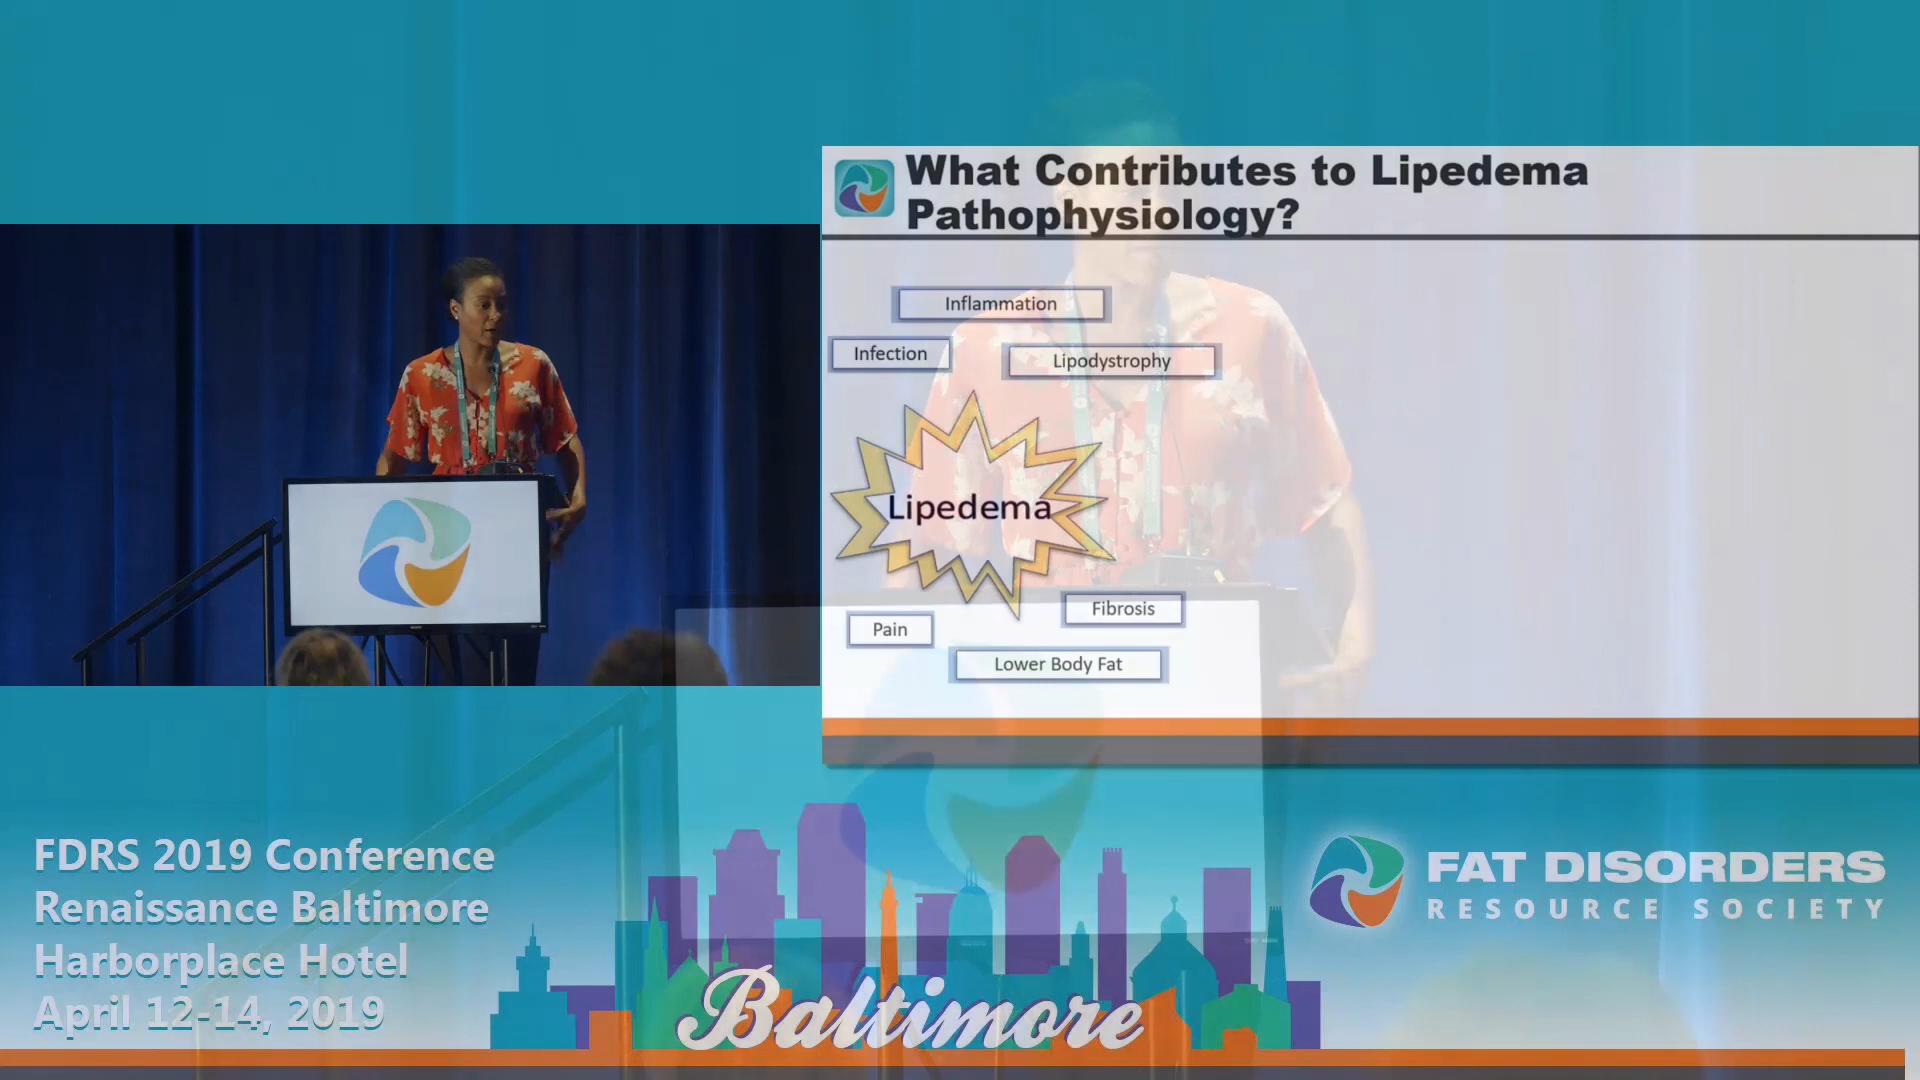 What Contributes to Lipedema
Pathophysiology?
Inflammation
Infection
Lipodystrophy
Lipedema
Fibrosis
Pain
Lower Body Fat
FDRS 2019 Conference
Renaissance Baltimore
Harborplace Hotel
April 12-14, 2019
Baltimore
FAT DISORDERS
RESOURCE SOCIETY